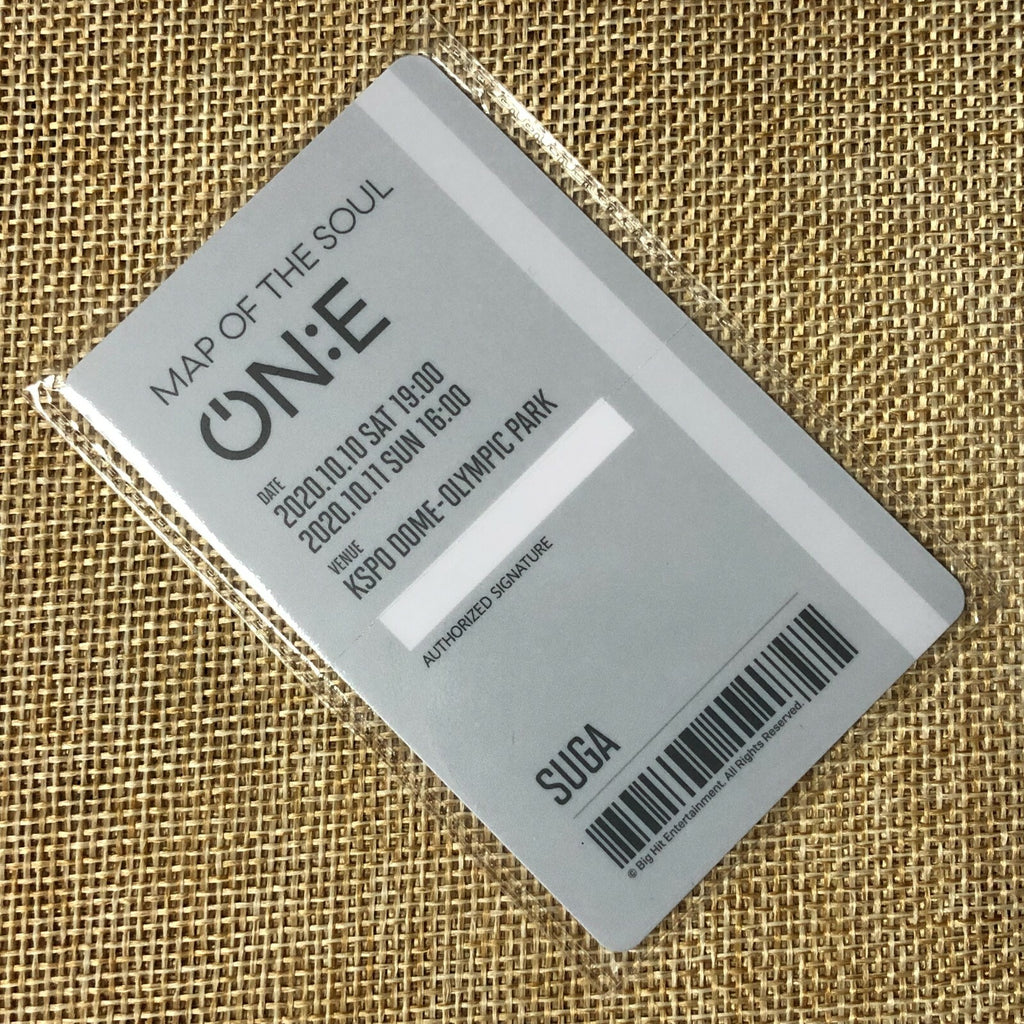 MAP OF THE SOUL
ON:E
DATE
2020.10.10 SAT 19:00
2020.10.11 SUN 16:00
VENUE
KSPO DOME-OLYMPIC PARK
AUTHORIZED SIGNATURE
SUGA
© Big Hit Entertainment. All Rights Reserved.